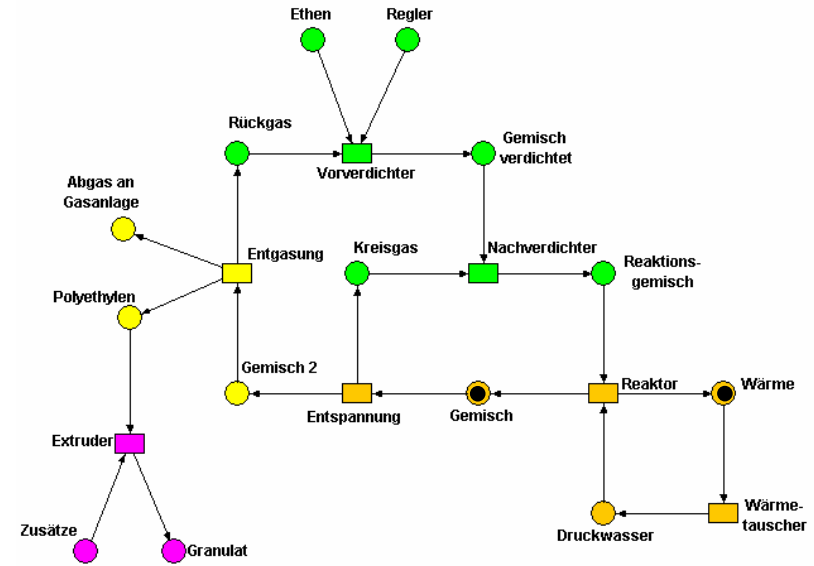 Ethen
Regler
Rückgas
Gemisch
verdichtet
Vorverdichter
Abgas an
Gasanlage
Entgasung
Kreisgas
Nachverdichter
Reaktions-
gemisch
Polyethylen
Gemisch 2
Entspannung
Gemisch
Reaktor
Wärme
Extruder
Zusätze
Granulat
Druckwasser
Wärme-
tauscher